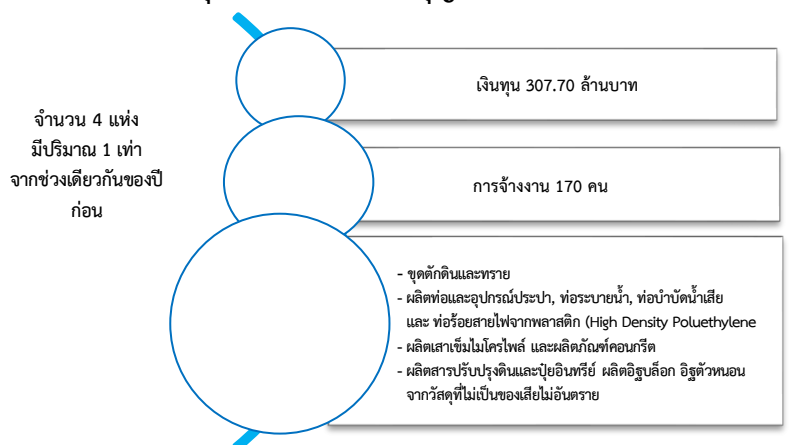 จำนวน 4 แห่ง
มีปริมาณ 1 เท่า
จากช่วงเดียวกันของปี
ก่อน
เงินทุน 307.70 ล้านบาท
การจ้างงาน 170 คน
- ขุดตักดินและทราย
- ผลิตท่อและอุปกรณ์ประปา, ท่อระบายน้ำ, ท่อบำบัดน้ำเสีย
และ ท่อร้อยสายไฟจากพลาสติก (High Density Poluethylene
- ผลิตเสาเข็มไมโครไพล์ และผลิตภัณฑ์คอนกรีต
- ผลิตสารปรับปรุงดินและปุ๋ยอินทรีย์ ผลิตอิฐบล็อก อิฐตัวหนอน
จากวัสดุที่ไม่เป็นของเสียไม่อันตราย